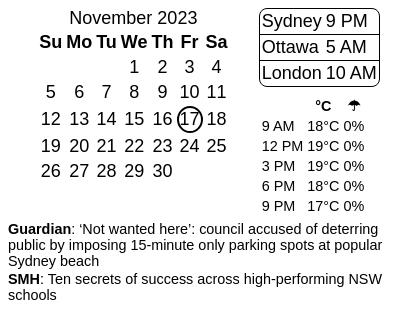 November 2023
Su Mo Tu We Th Fr Sa
1 2 3 4
5 6 7 8 9 10 11
12 13 14 15 16 17 18
19 20 21 22 23 24 25
26 27 28 29 30
Sydney 9 PM
Ottawa 5 AM
London 10 AM
°C ☂
9 AM 18°C 0%
12 PM 19°C 0%
3 PM 19°C 0%
6 PM 18°C 0%
9 PM 17°C 0%
Guardian: ‘Not wanted here’: council accused of deterring
public by imposing 15-minute only parking spots at popular
Sydney beach
SMH: Ten secrets of success across high-performing NSW
schools